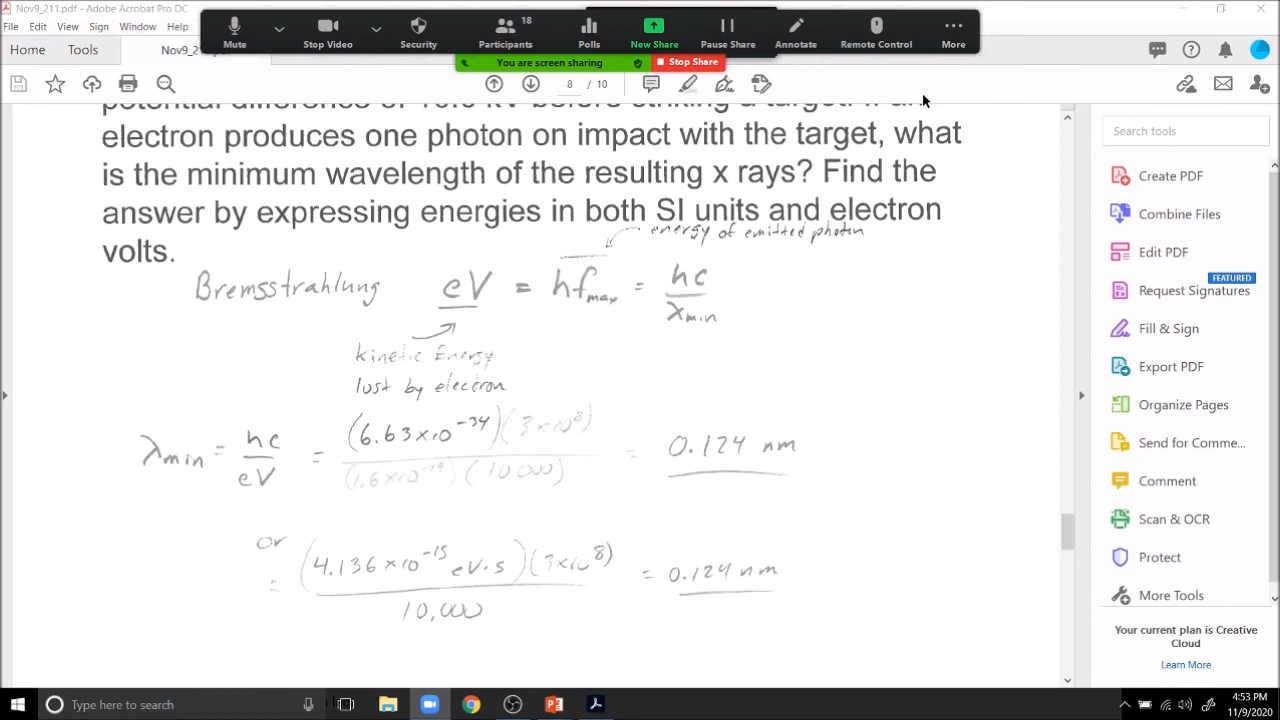 Nov9_211.pdf - Adobe Acrobat Pro DC
File Edit View Sign Window Help
Home Tools
Mute
Stop Video
Security
Participants 18
Polls
New Share
Pause Share
Annotate
Remote Control
More
You are screen sharing Stop Share
8 / 10
electron produces one photon on impact with the target, what
is the minimum wavelength of the resulting x rays? Find the
answer by expressing energies in both SI units and electron
volts.
energy of emitted photon
Bremsstrahlung eV = hf_max = hc / λ_min
kinetic Energy
lost by electron
λ_min = hc / eV = (6.63×10^-34)(3×10^8) / (1.6×10^-19)(10000) = 0.124 nm
or
= (4.136×10^-15 eV·s)(3×10^8) / 10,000 = 0.124 nm
Search tools
Create PDF
Combine Files
Edit PDF
FEATURED
Request Signatures
Fill & Sign
Export PDF
Organize Pages
Send for Comme...
Comment
Scan & OCR
Protect
More Tools
Your current plan is Creative
Cloud
Learn More
Type here to search
4:53 PM
11/9/2020